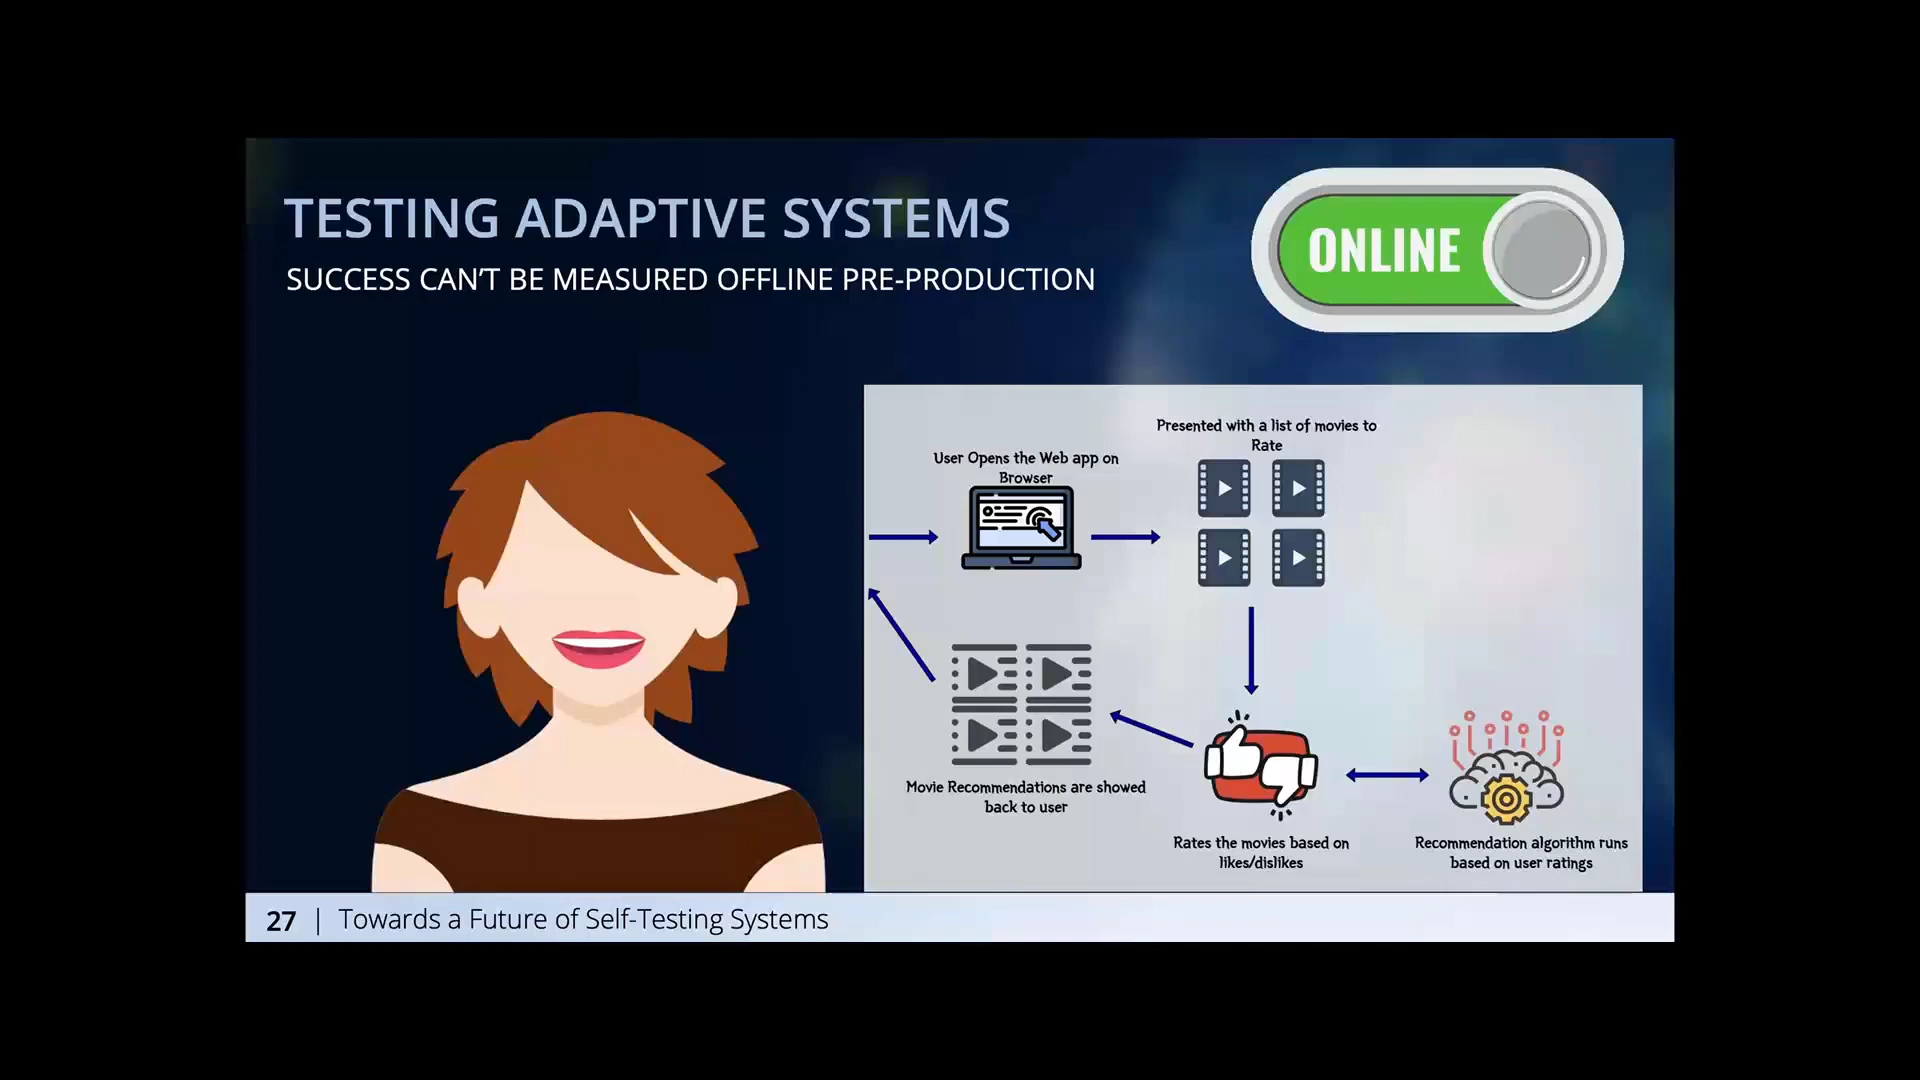 TESTING ADAPTIVE SYSTEMS
SUCCESS CAN'T BE MEASURED OFFLINE PRE-PRODUCTION
ONLINE
User Opens the Web app on
Browser
Presented with a list of movies to
Rate
Movie Recommendations are showed
back to user
Rates the movies based on
likes/dislikes
Recommendation algorithm runs
based on user ratings
27 | Towards a Future of Self-Testing Systems